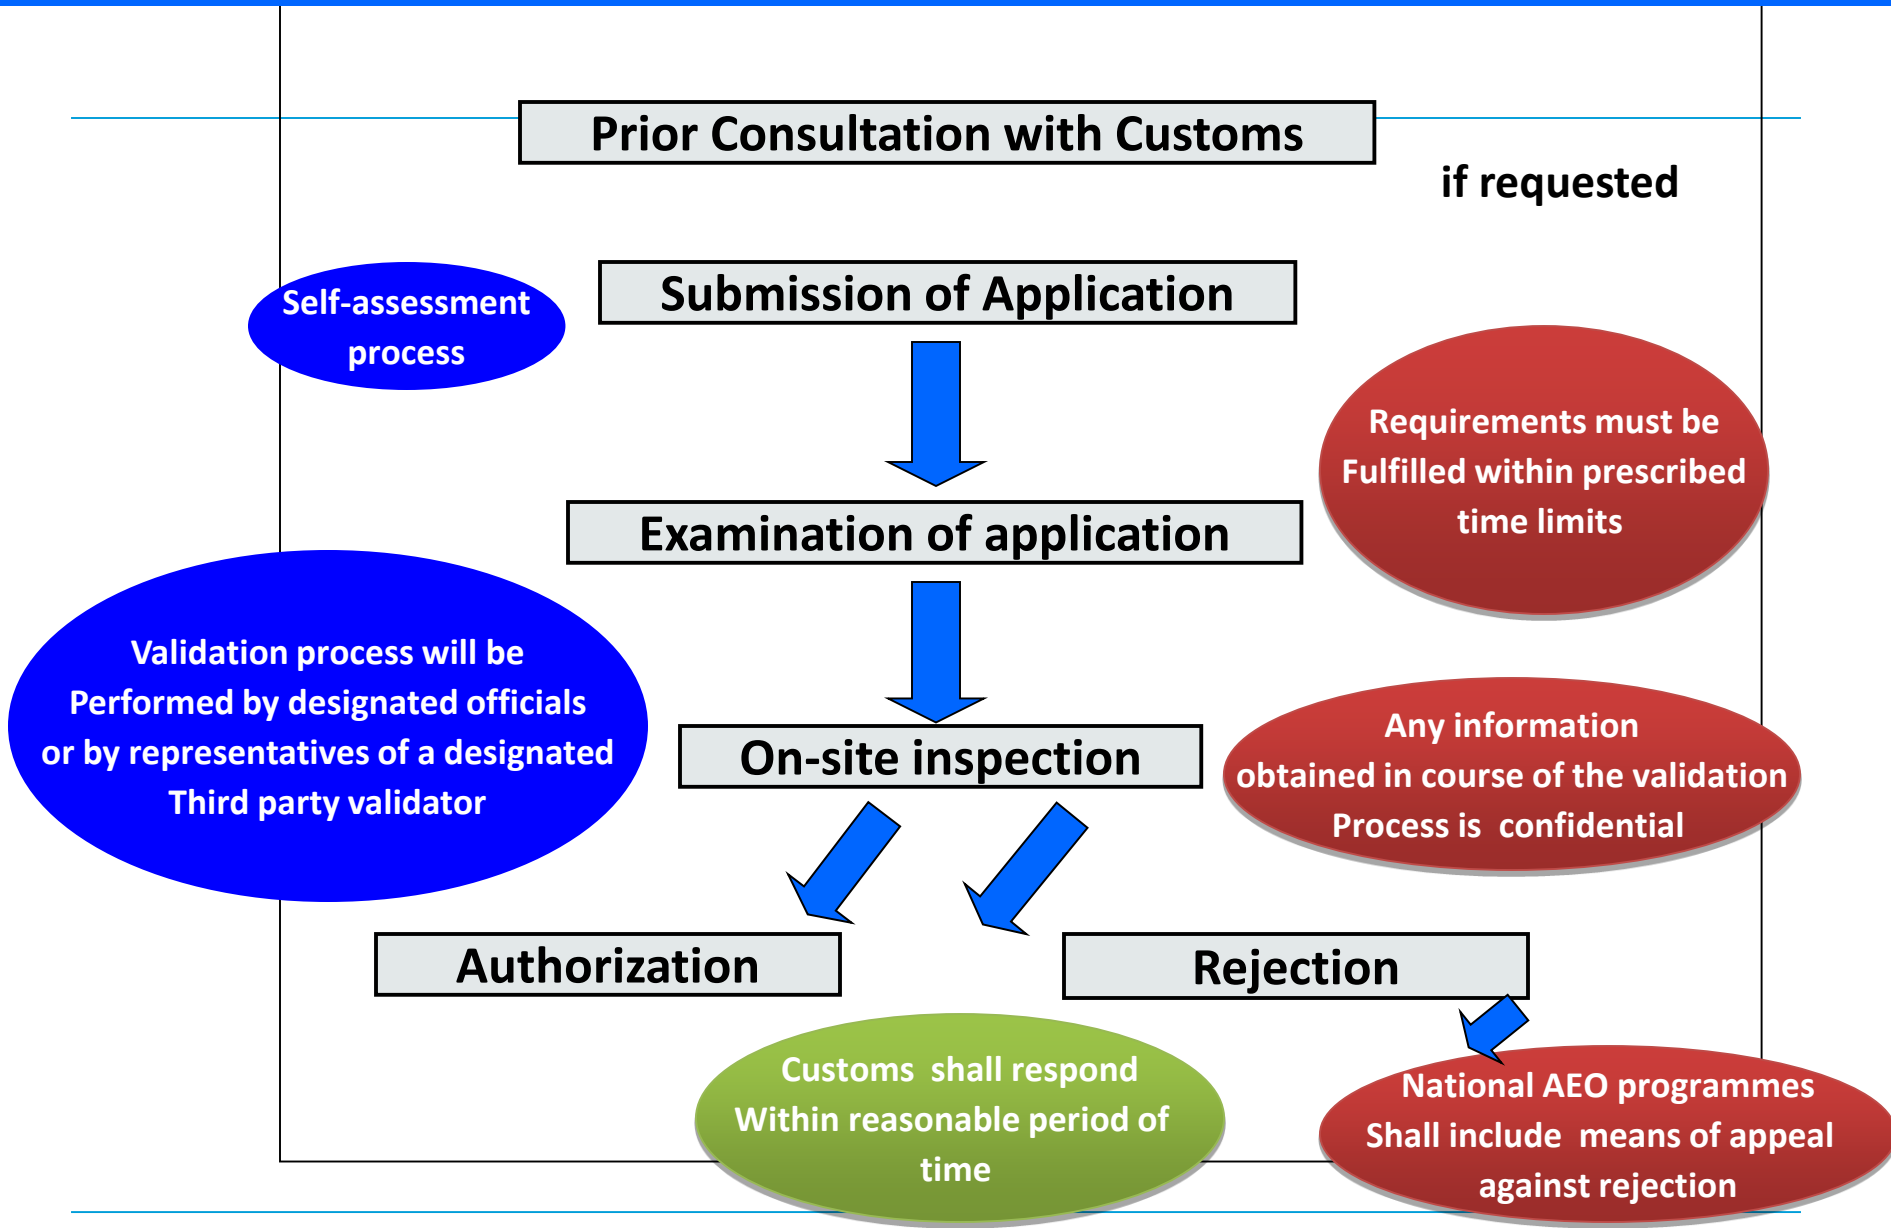 Prior Consultation with Customs
if requested
Self-assessment
process
Submission of Application
Requirements must be
Fulfilled within prescribed
time limits
Examination of application
Validation process will be
Performed by designated officials
or by representatives of a designated
Third party validator
On-site inspection
Any information
obtained in course of the validation
Process is confidential
Authorization
Rejection
Customs shall respond
Within reasonable period of
time
National AEO programmes
Shall include means of appeal
against rejection